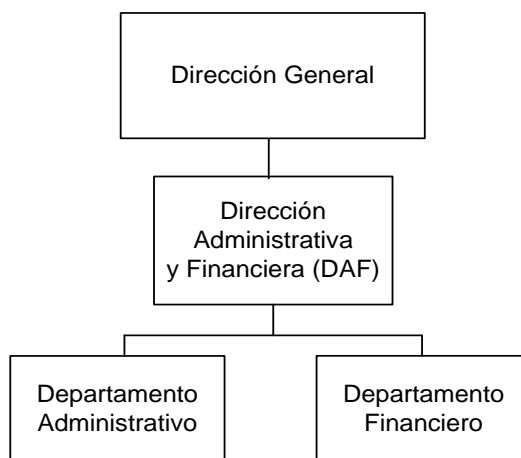 Dirección General
Dirección
Administrativa
y Financiera (DAF)
Departamento
Administrativo
Departamento
Financiero